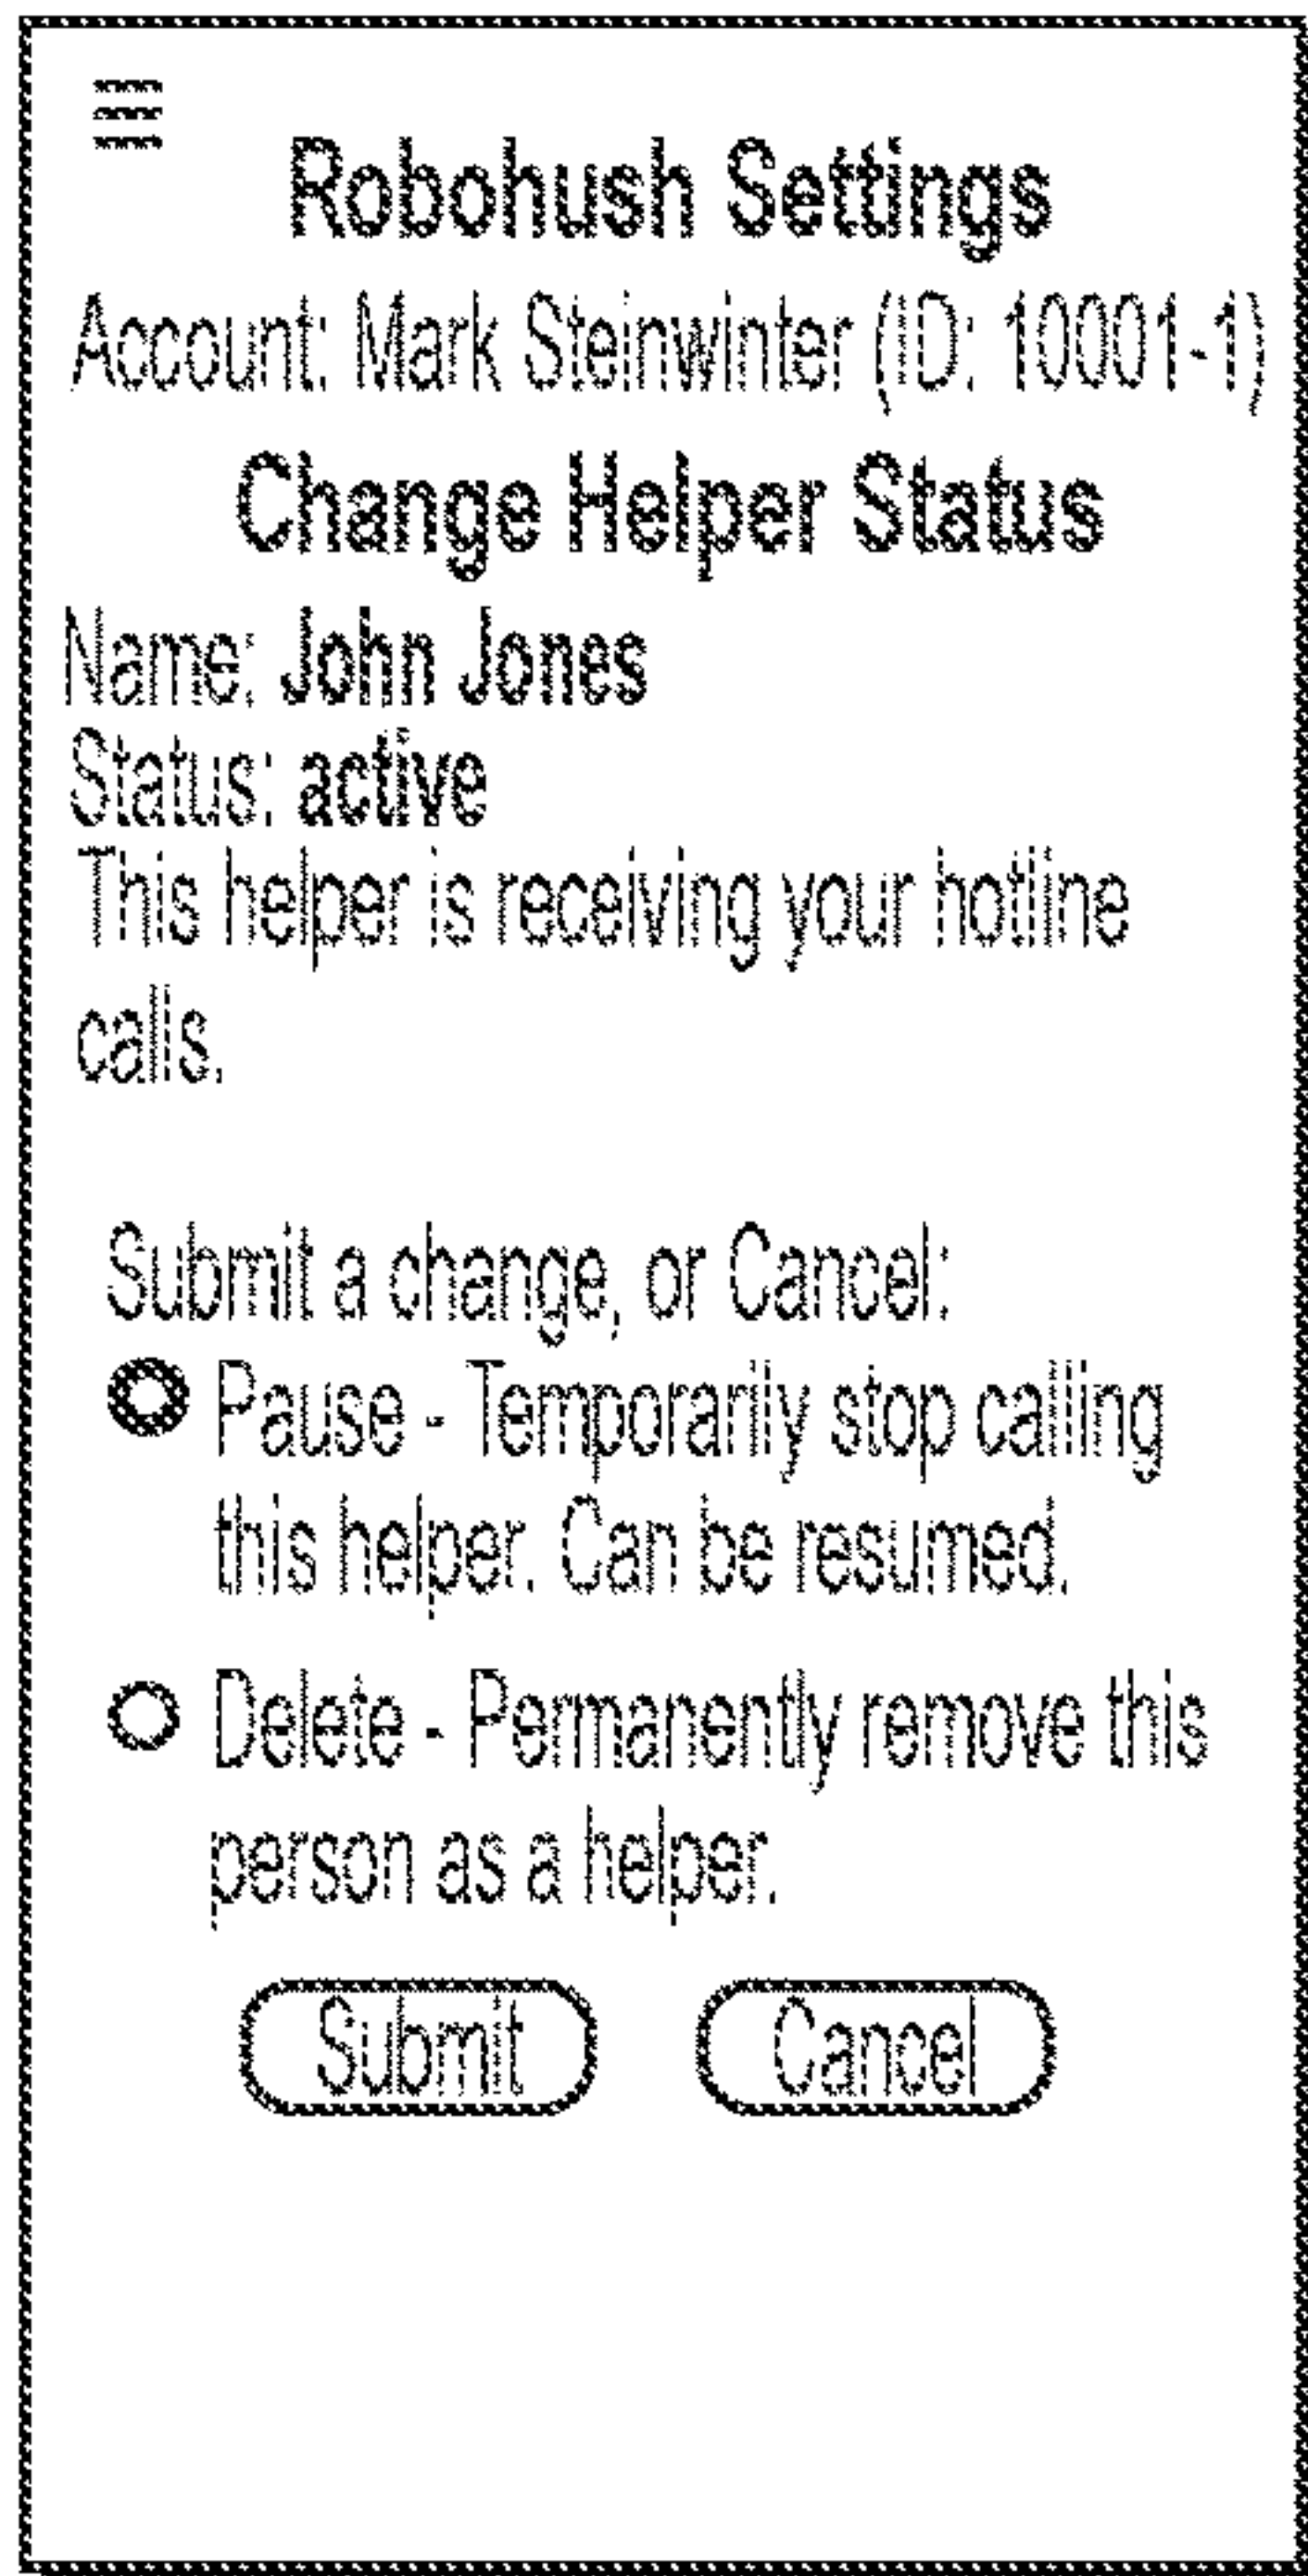 Robohush Settings
Account: Mark Steinwinter (ID: 10001-1)
Change Helper Status
Name: John Jones
Status: active
This helper is receiving your hotline
calls.
Submit a change, or Cancel:
Pause - Temporarily stop calling
this helper. Can be resumed.
Delete - Permanently remove this
person as a helper.
Submit Cancel